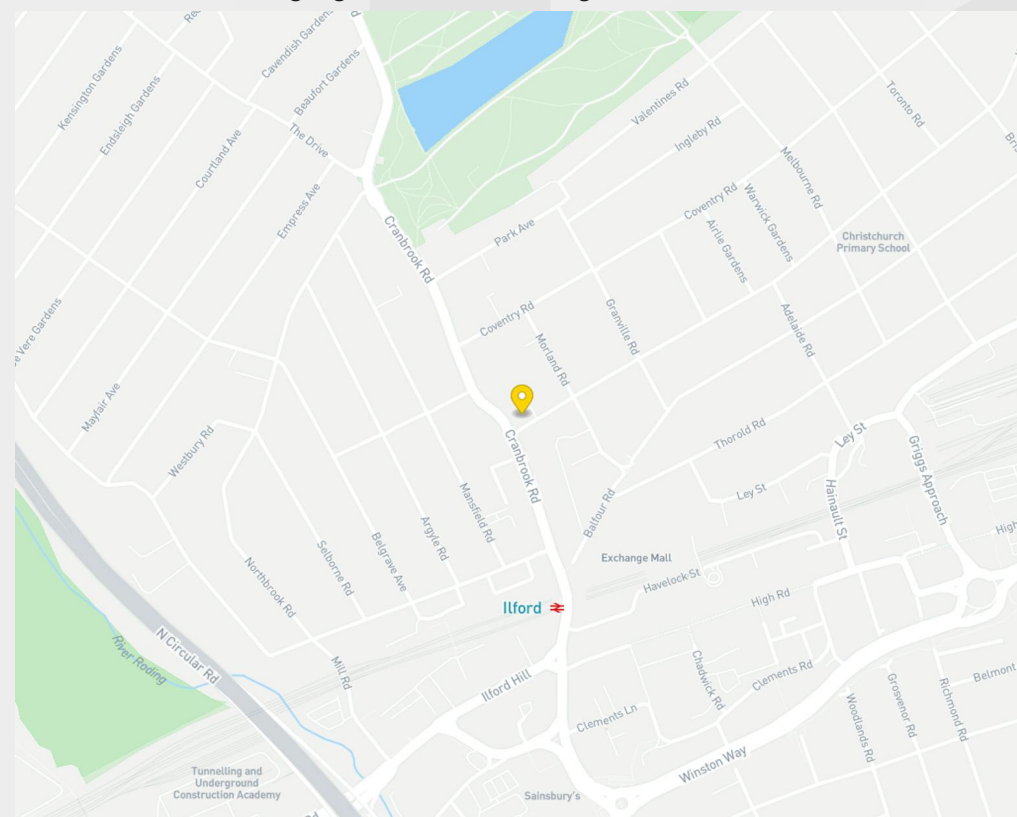 Kensington Gardens
Endsleigh Gardens
Cavendish Gardens
Beaufort Gardens
Courtland Ave
The Drive
Empress Ave
Cranbrook Rd
Valentines Rd
Ingleby Rd
Toronto Rd
Melbourne Rd
Park Ave
Coventry Rd
Warwick Gardens
Airlie Gardens
Christchurch
Primary School
Coventry Rd
Granville Rd
Adelaide Rd
Morland Rd
e Vere Gardens
Mayfair Ave
Westbury Rd
Cranbrook Rd
Thorold Rd
Ley St
Ley St
Griggs Approach
Hainault St
Mansfield Rd
Argyle Rd
Belgrave Ave
Selborne Rd
Northbrook Rd
Balfour Rd
Exchange Mall
Havelock St
High
High Rd
Ilford
N Circular Rd
River Roding
Mill Rd
Ilford Hill
Chadwick Rd
Clements Rd
Clements Ln
Belmont
Woodlands Rd
Grosvenor Rd
Richmond Rd
Winston Way
Tunnelling and
Underground
Construction Academy
Sainsbury's
Rd